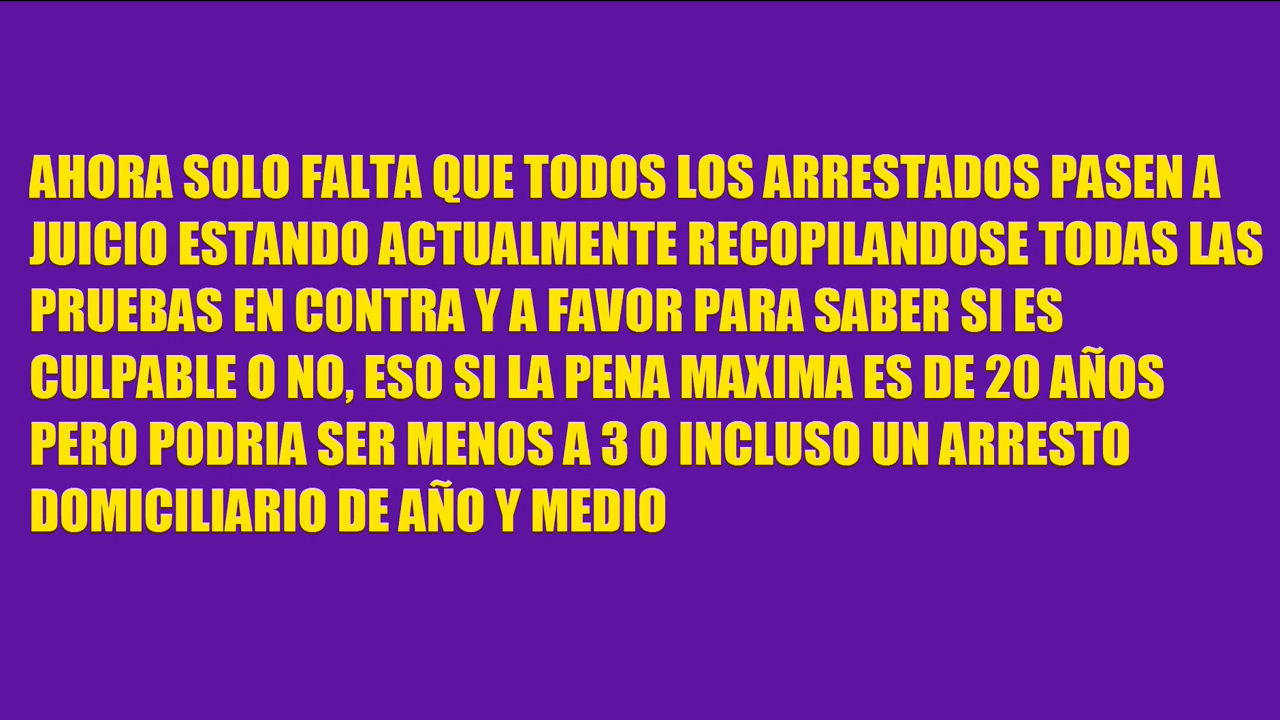 AHORA SOLO FALTA QUE TODOS LOS ARRESTADOS PASEN A
JUICIO ESTANDO ACTUALMENTE RECOPILANDOSE TODAS LAS
PRUEBAS EN CONTRA Y A FAVOR PARA SABER SI ES
CULPABLE O NO, ESO SI LA PENA MAXIMA ES DE 20 AÑOS
PERO PODRIA SER MENOS A 3 O INCLUSO UN ARRESTO
DOMICILIARIO DE AÑO Y MEDIO